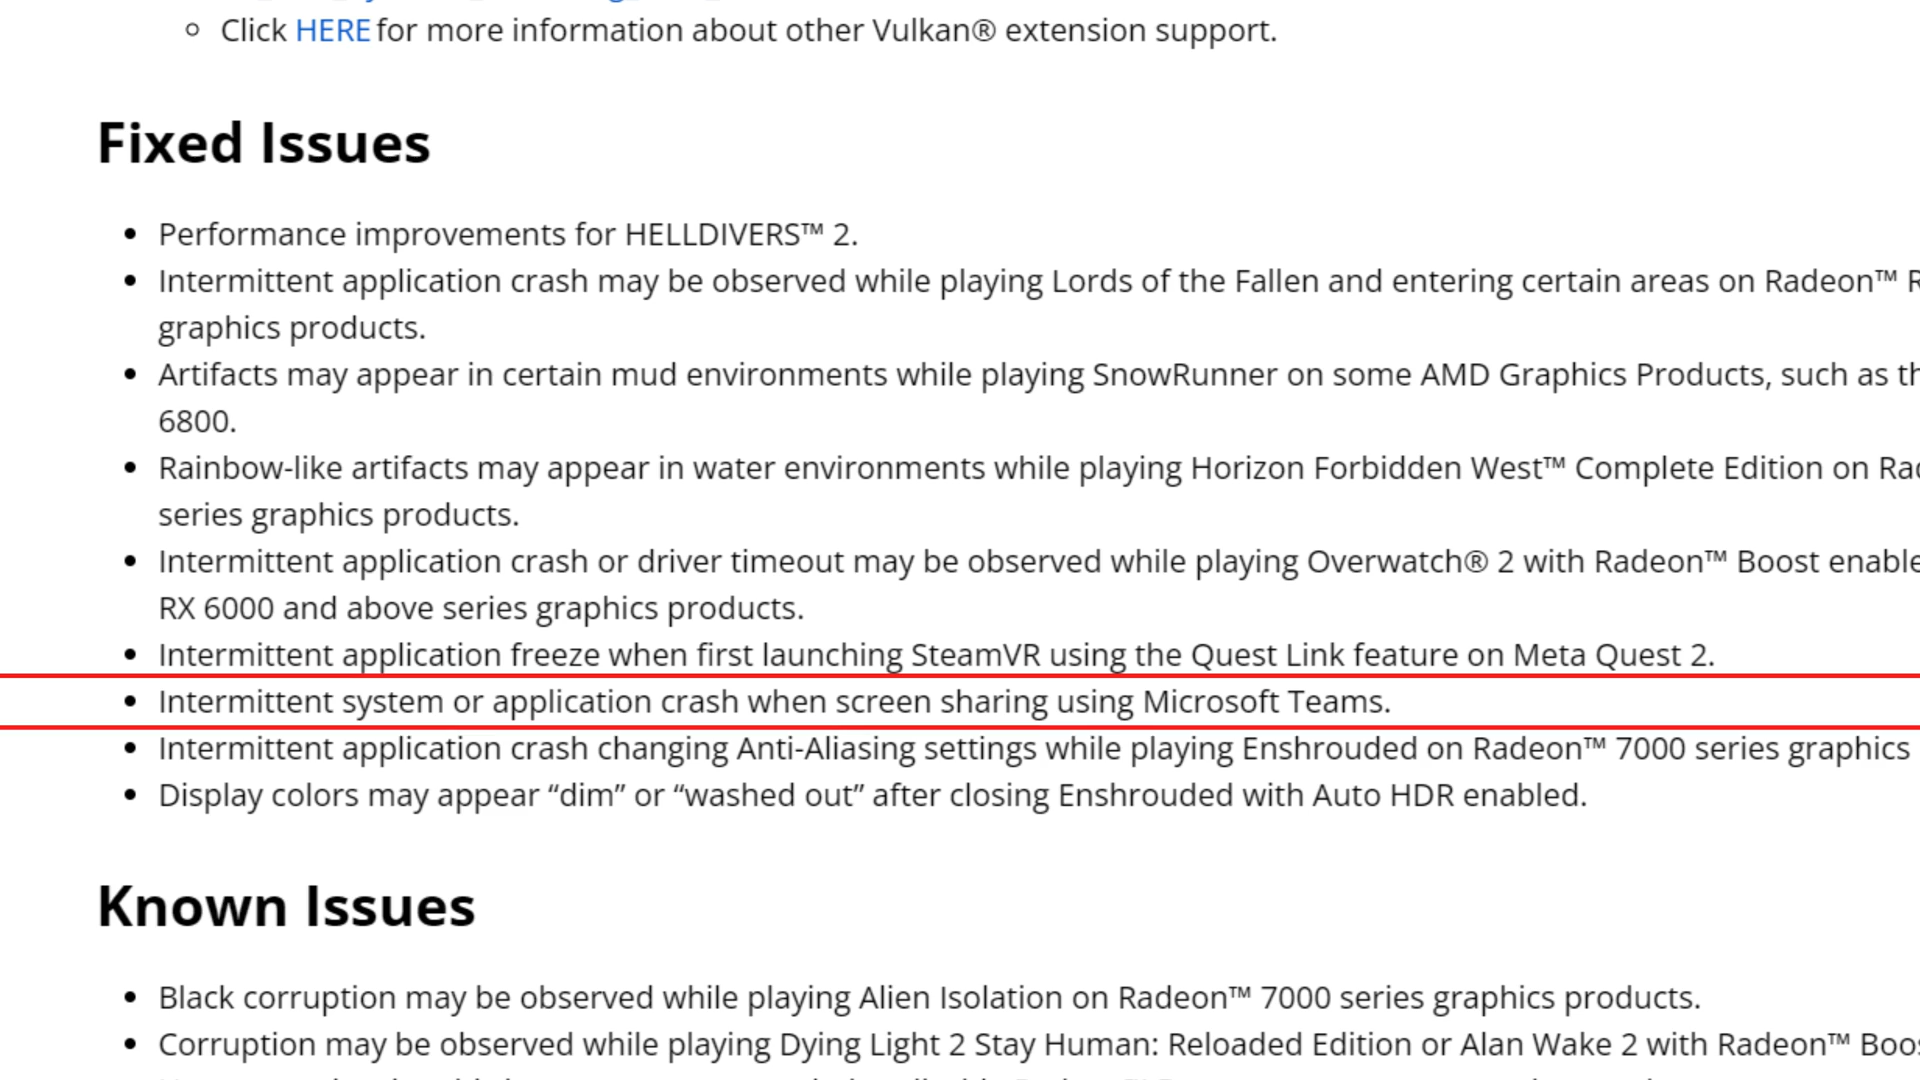 Click HERE for more information about other Vulkan® extension support.
Fixed Issues
Performance improvements for HELLDIVERS™ 2.
Intermittent application crash may be observed while playing Lords of the Fallen and entering certain areas on Radeon™ R
graphics products.
Artifacts may appear in certain mud environments while playing SnowRunner on some AMD Graphics Products, such as th
6800.
Rainbow-like artifacts may appear in water environments while playing Horizon Forbidden West™ Complete Edition on Rad
series graphics products.
Intermittent application crash or driver timeout may be observed while playing Overwatch® 2 with Radeon™ Boost enable
RX 6000 and above series graphics products.
Intermittent application freeze when first launching SteamVR using the Quest Link feature on Meta Quest 2.
Intermittent system or application crash when screen sharing using Microsoft Teams.
Intermittent application crash changing Anti-Aliasing settings while playing Enshrouded on Radeon™ 7000 series graphics
Display colors may appear “dim” or “washed out” after closing Enshrouded with Auto HDR enabled.
Known Issues
Black corruption may be observed while playing Alien Isolation on Radeon™ 7000 series graphics products.
Corruption may be observed while playing Dying Light 2 Stay Human: Reloaded Edition or Alan Wake 2 with Radeon™ Boos